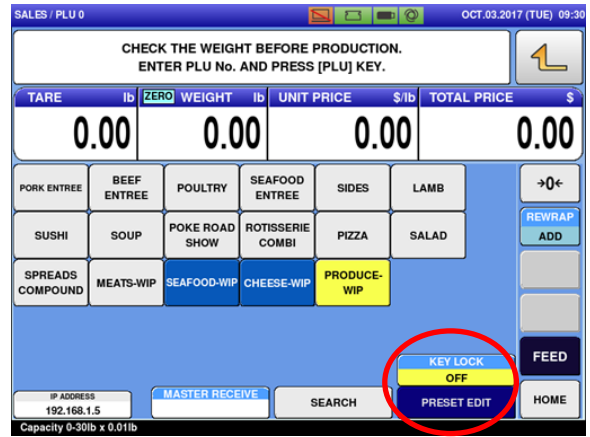 SALES / PLU 0
OCT.03.2017 (TUE) 09:30
CHECK THE WEIGHT BEFORE PRODUCTION.
ENTER PLU No. AND PRESS [PLU] KEY.
TARE lb ZERO WEIGHT lb UNIT PRICE $/lb TOTAL PRICE $
0.00 0.00 0.00 0.00
PORK ENTREE
BEEF
ENTREE
POULTRY
SEAFOOD
ENTREE
SIDES
LAMB
→0←
SUSHI
SOUP
POKE ROAD
SHOW
ROTISSERIE
COMBI
PIZZA
SALAD
REWRAP
ADD
SPREADS
COMPOUND
MEATS-WIP
SEAFOOD-WIP
CHEESE-WIP
PRODUCE-
WIP
KEY LOCK
OFF
FEED
IP ADDRESS
192.168.1.5
MASTER RECEIVE
SEARCH
PRESET EDIT
HOME
Capacity 0-30lb x 0.01lb